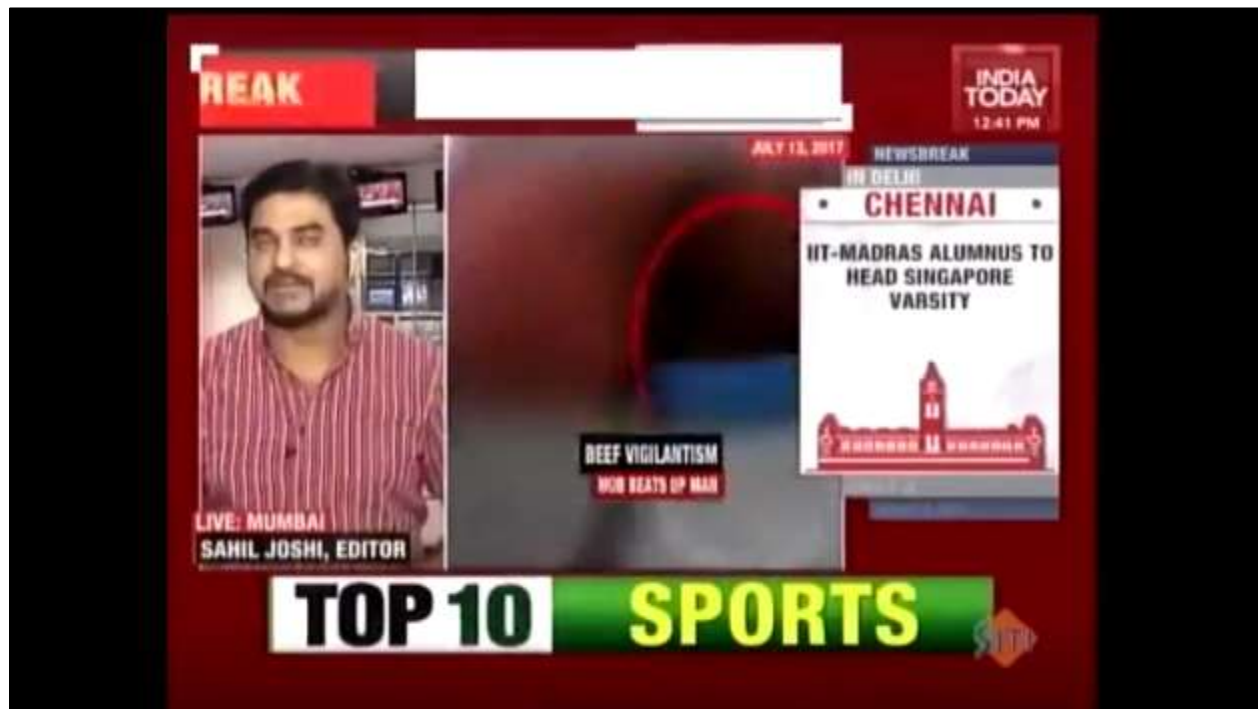 REAK
INDIA
TODAY
12:41 PM
JULY 13, 2017
NEWSBREAK
IN DELHI
• CHENNAI •
IIT-MADRAS ALUMNUS TO
HEAD SINGAPORE
VARSITY
BEEF VIGILANTISM
MOB BEATS UP MAN
LIVE: MUMBAI
SAHIL JOSHI, EDITOR
TOP 10 SPORTS
SITI